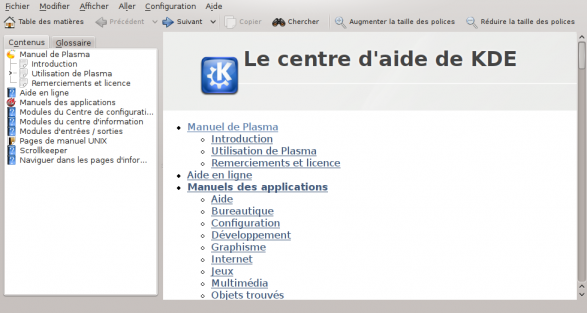 Fichier Modifier Afficher Aller Configuration Aide
Table des matières Précédent Suivant Copier Chercher Augmenter la taille des polices Réduire la taille des polices
Contenus Glossaire
Manuel de Plasma
Introduction
Utilisation de Plasma
Remerciements et licence
Aide en ligne
Manuels des applications
Modules du Centre de configurati...
Modules du centre d'information
Modules d'entrées / sorties
Pages de manuel UNIX
Scrollkeeper
Naviguer dans les pages d'infor...
Le centre d'aide de KDE
Manuel de Plasma
Introduction
Utilisation de Plasma
Remerciements et licence
Aide en ligne
Manuels des applications
Aide
Bureautique
Configuration
Développement
Graphisme
Internet
Jeux
Multimédia
Objets trouvés